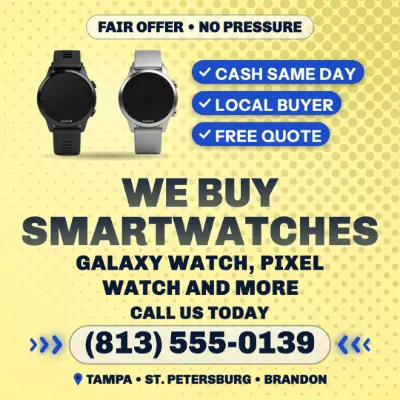 FAIR OFFER • NO PRESSURE
CASH SAME DAY
LOCAL BUYER
FREE QUOTE
WE BUY
SMARTWATCHES
GALAXY WATCH, PIXEL
WATCH AND MORE
CALL US TODAY
(813) 555-0139
TAMPA • ST. PETERSBURG • BRANDON